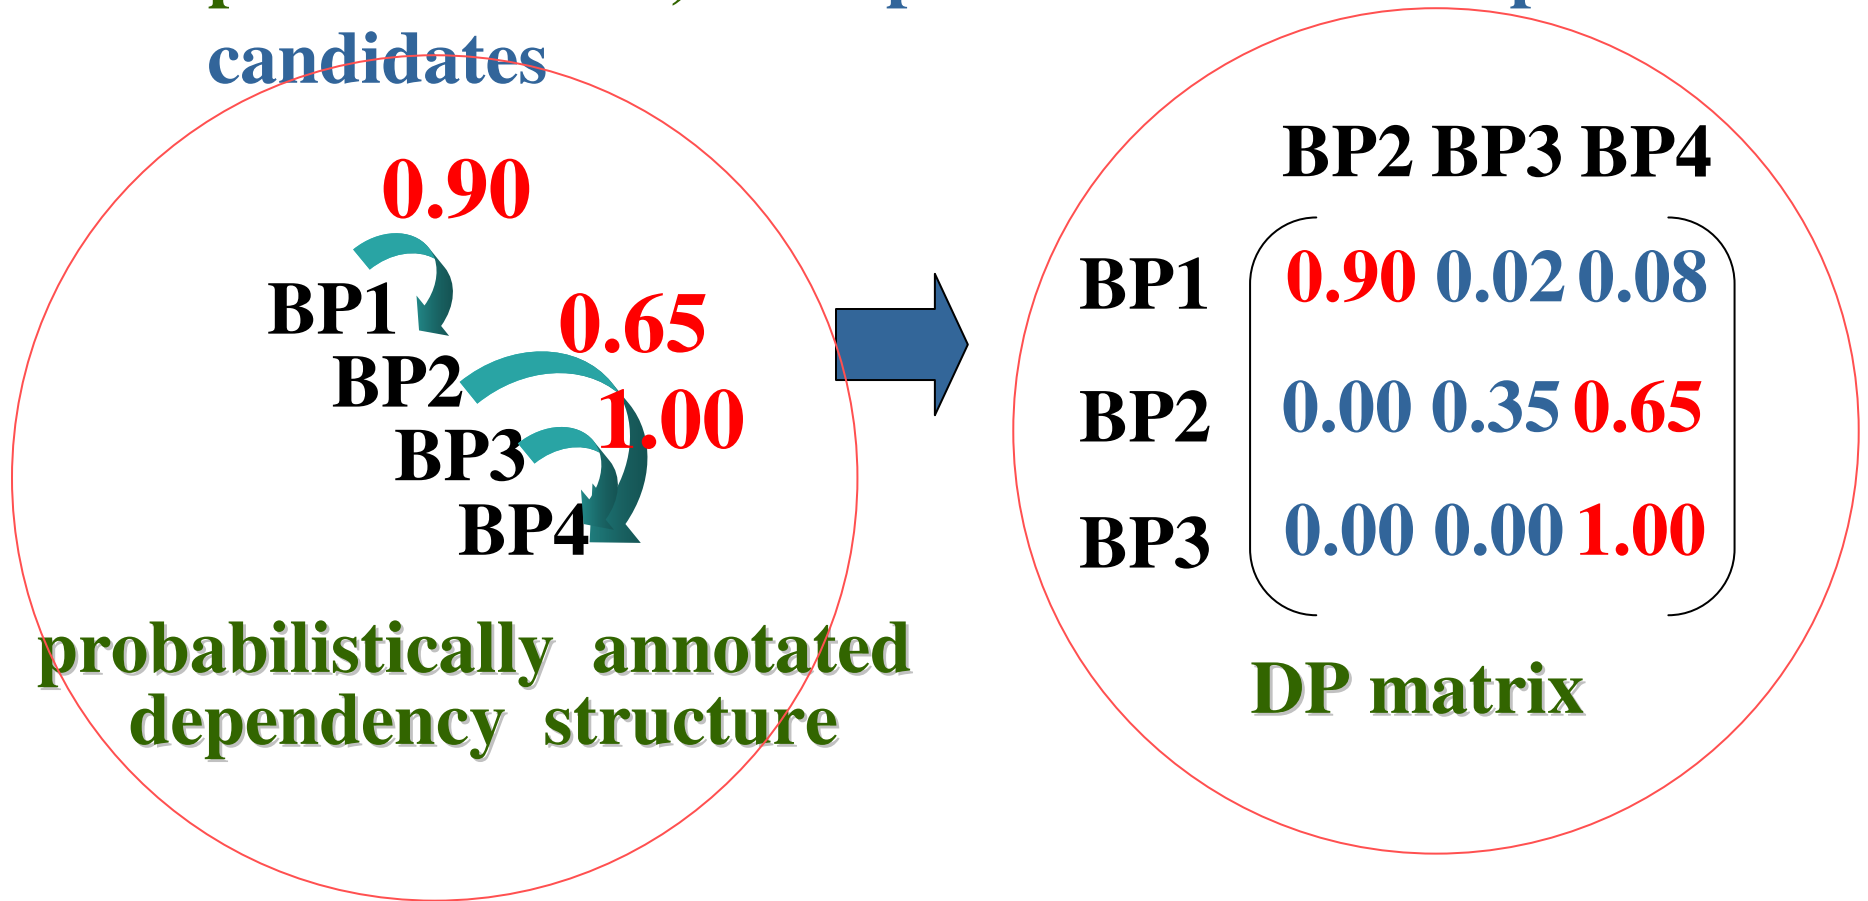 candidates
0.90
BP1
0.65
BP2
1.00
BP3
BP4
probabilistically annotated
dependency structure
BP2 BP3 BP4
BP1 0.90 0.02 0.08
BP2 0.00 0.35 0.65
BP3 0.00 0.00 1.00
DP matrix